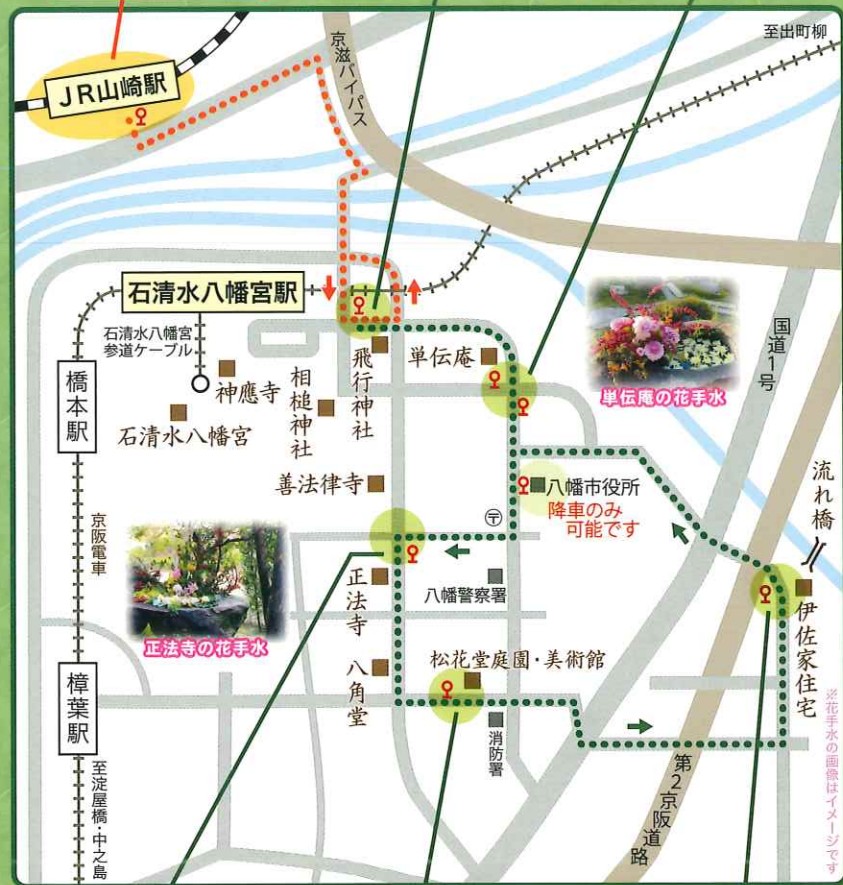 至出町柳
京滋バイパス
JR山崎駅
石清水八幡宮駅
石清水八幡宮
参道ケーブル
神應寺
石清水八幡宮
相槌神社
飛行神社
単伝庵
単伝庵の花手水
国道1号
橋本駅
善法律寺
八幡市役所
降車のみ
可能です
流れ橋
京阪電車
〒
正法寺の花手水
正法寺
八幡警察署
伊佐家住宅
八角堂
松花堂庭園・美術館
樟葉駅
消防署
至淀屋橋・中之島
第2京阪道路
※花手水の画像はイメージです